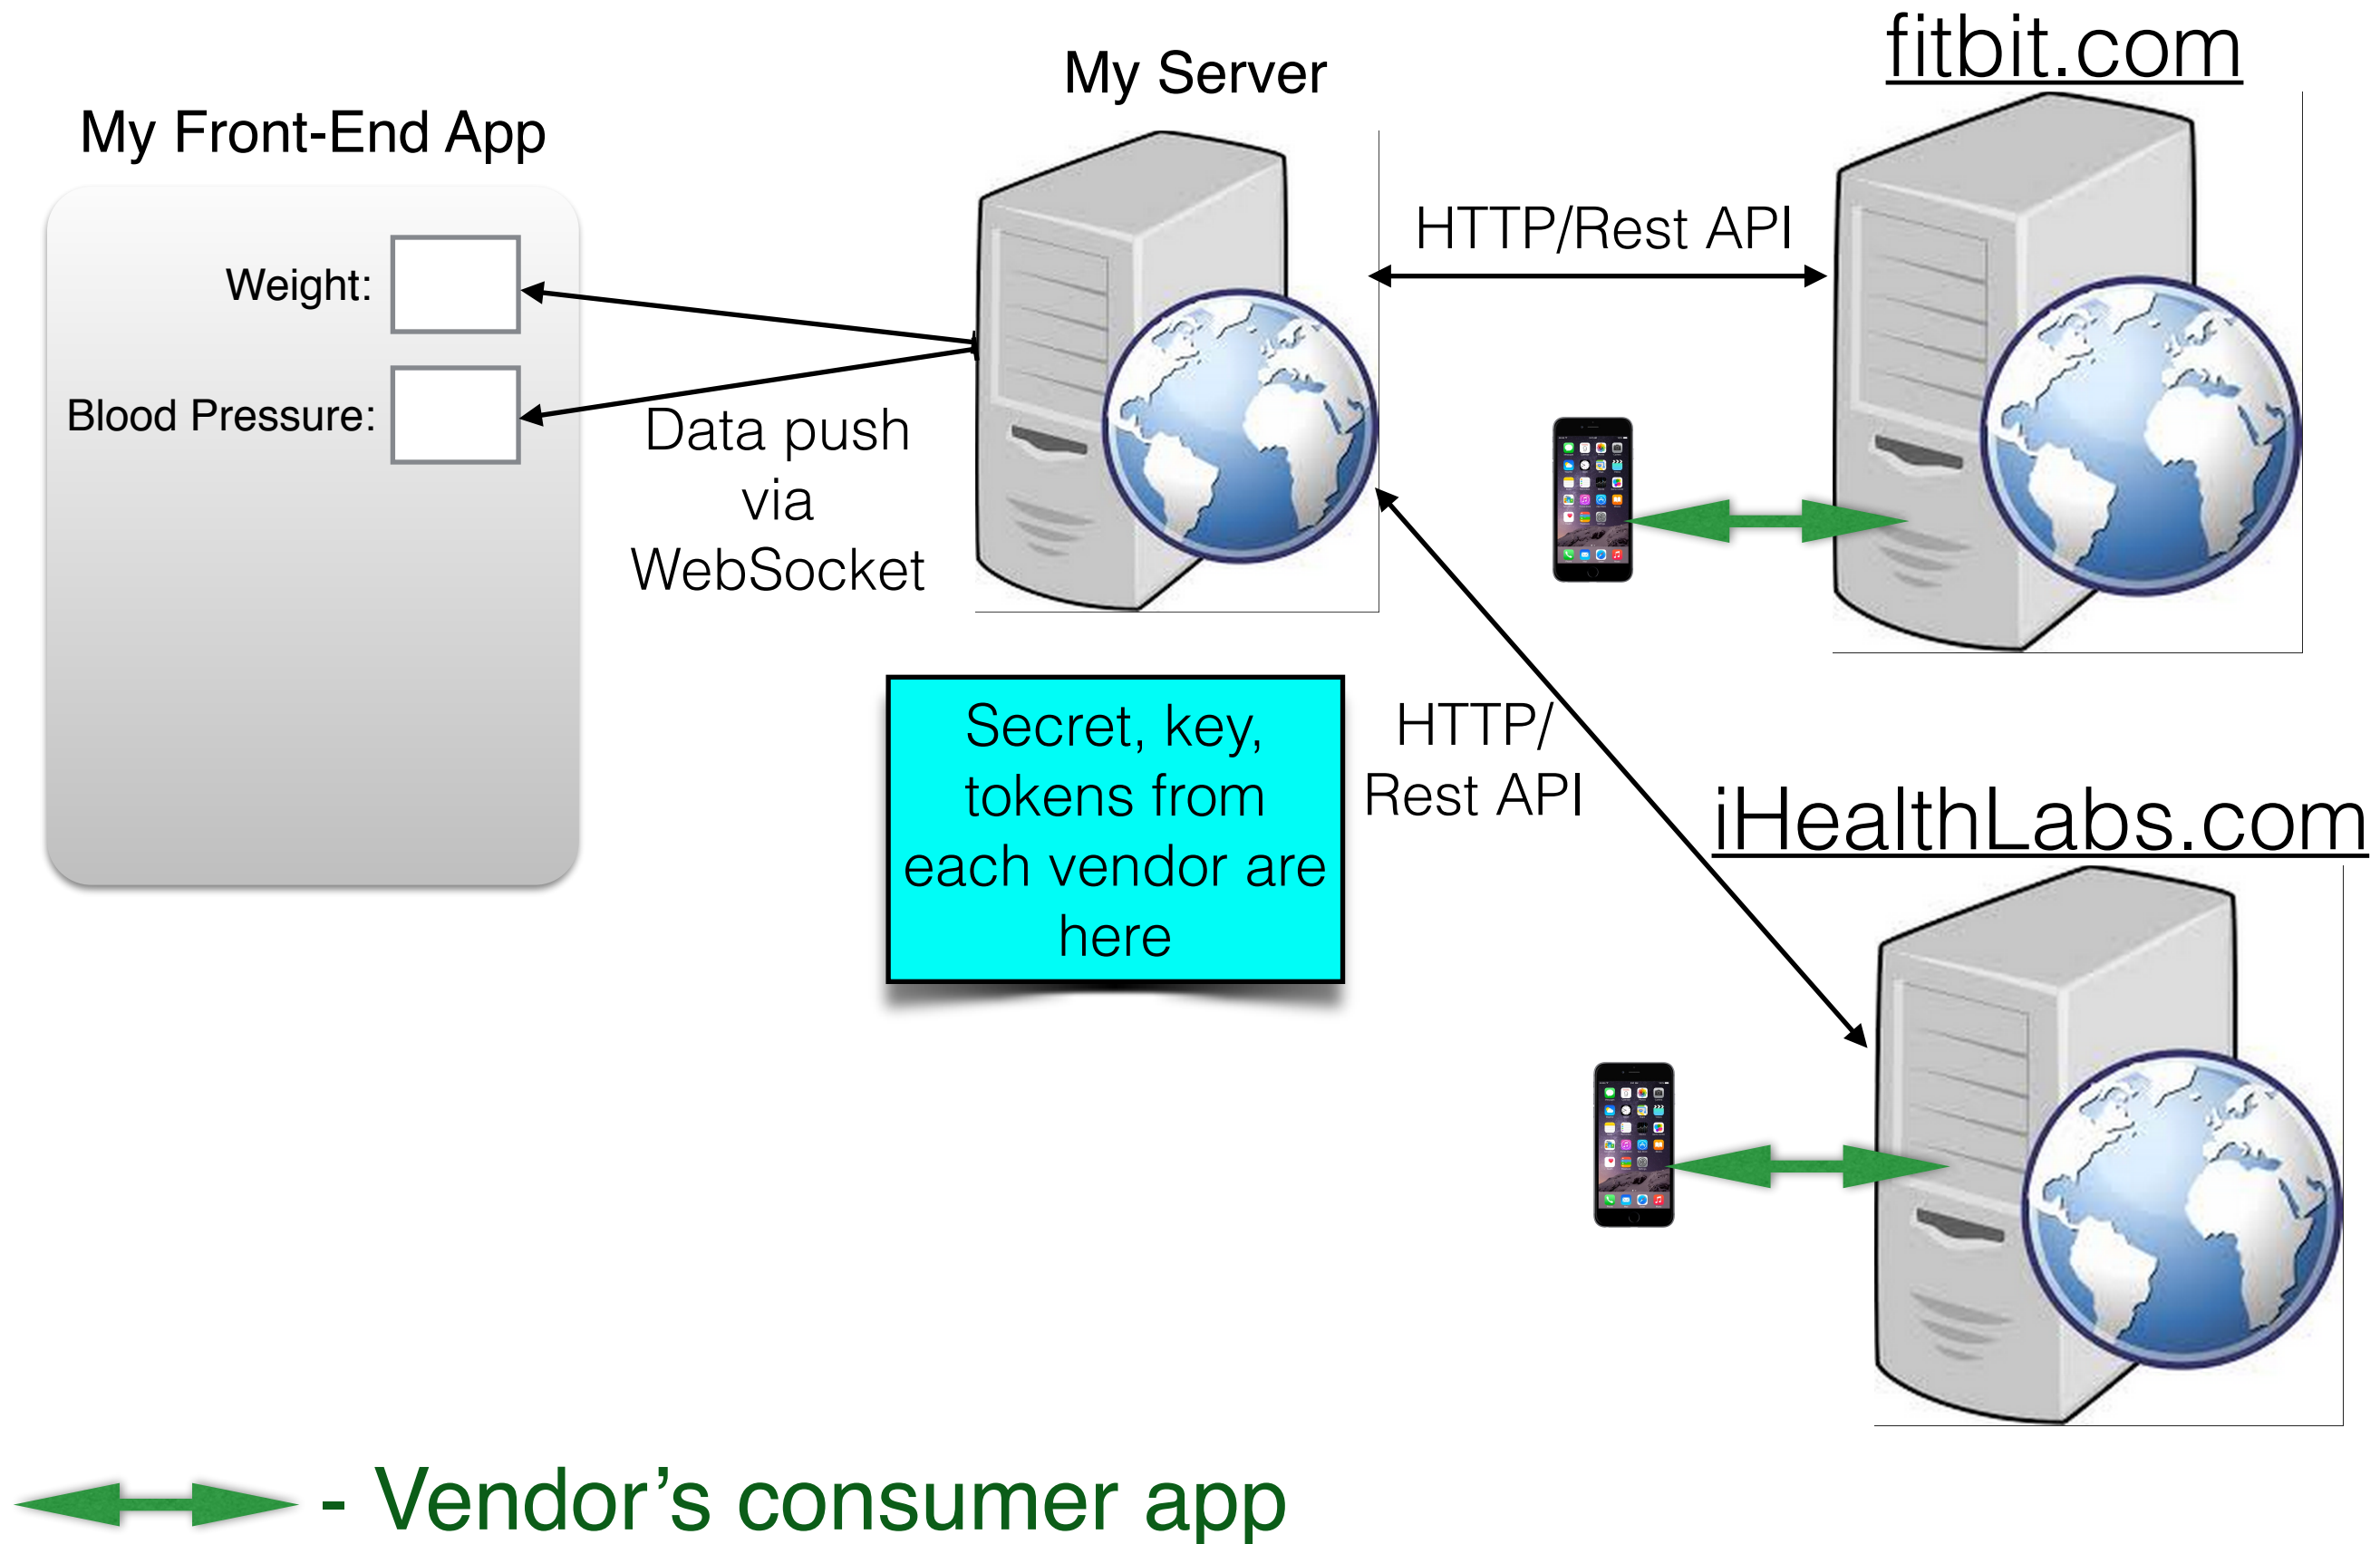 My Front-End App
Weight:
Blood Pressure:
Data push
via
WebSocket
My Server
Secret, key,
tokens from
each vendor are
here
HTTP/Rest API
HTTP/
Rest API
fitbit.com
iHealthLabs.com
- Vendor’s consumer app